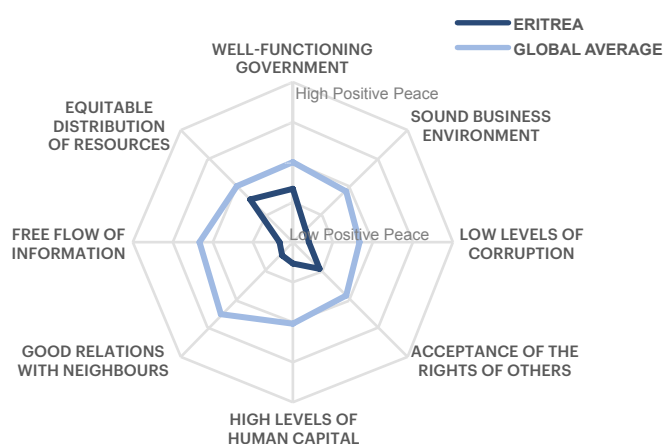 ERITREA
GLOBAL AVERAGE
WELL-FUNCTIONING
GOVERNMENT
High Positive Peace
EQUITABLE
DISTRIBUTION
OF RESOURCES
SOUND BUSINESS
ENVIRONMENT
FREE FLOW OF
INFORMATION
Low Positive Peace
LOW LEVELS OF
CORRUPTION
GOOD RELATIONS
WITH NEIGHBOURS
ACCEPTANCE OF THE
RIGHTS OF OTHERS
HIGH LEVELS OF
HUMAN CAPITAL